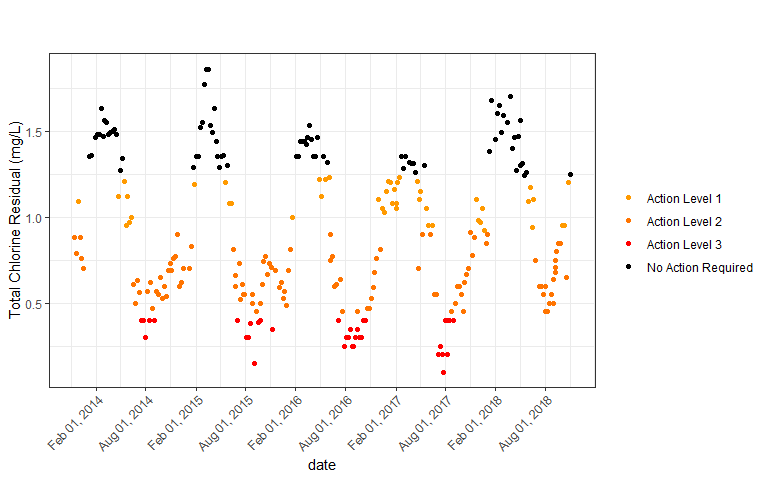 Total Chlorine Residual (mg/L)
1.5
1.0
0.5
Feb 01, 2014
Aug 01, 2014
Feb 01, 2015
Aug 01, 2015
Feb 01, 2016
Aug 01, 2016
Feb 01, 2017
Aug 01, 2017
Feb 01, 2018
Aug 01, 2018
date
Action Level 1
Action Level 2
Action Level 3
No Action Required